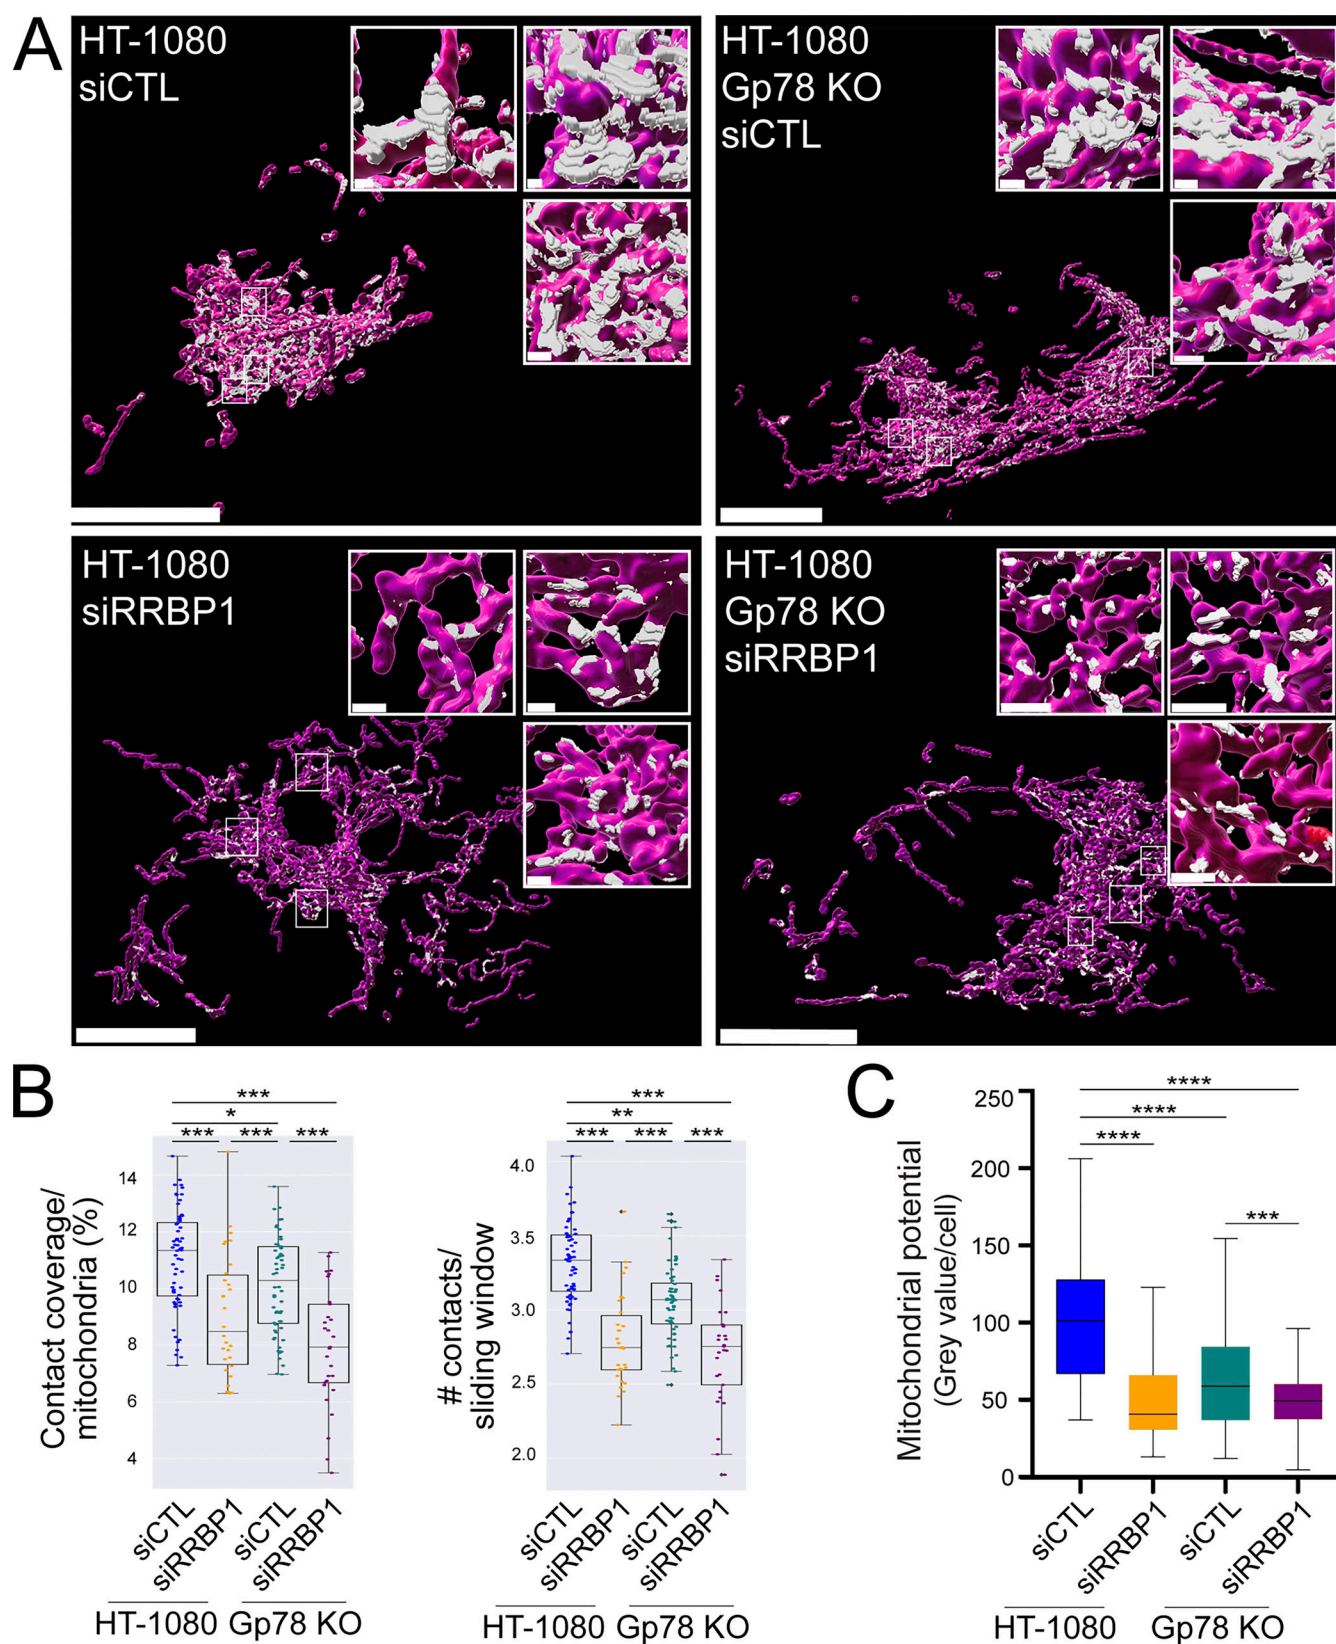 A
HT-1080
siCTL
HT-1080
Gp78 KO
siCTL
HT-1080
siRRBP1
HT-1080
Gp78 KO
siRRBP1
B
Contact coverage/
mitochondria (%)
14
12
10
8
6
4
***
*
*** *** ***
siCTL
siRRBP1
siCTL
siRRBP1
HT-1080
Gp78 KO
# contacts/
sliding window
4.0
3.5
3.0
2.5
2.0
***
**
*** *** ***
siCTL
siRRBP1
siCTL
siRRBP1
HT-1080
Gp78 KO
C
Mitochondrial potential
(Grey value/cell)
250
200
150
100
50
0
****
****
****
***
siCTL
siRRBP1
siCTL
siRRBP1
HT-1080
Gp78 KO